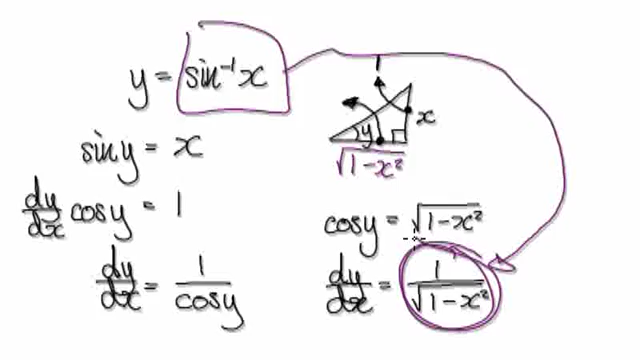 y = sin⁻¹x
sin y = x
dy/dx cos y = 1
dy/dx = 1/cos y
1
x
y
√(1-x²)
cos y = √(1-x²)
dy/dx = 1/√(1-x²)